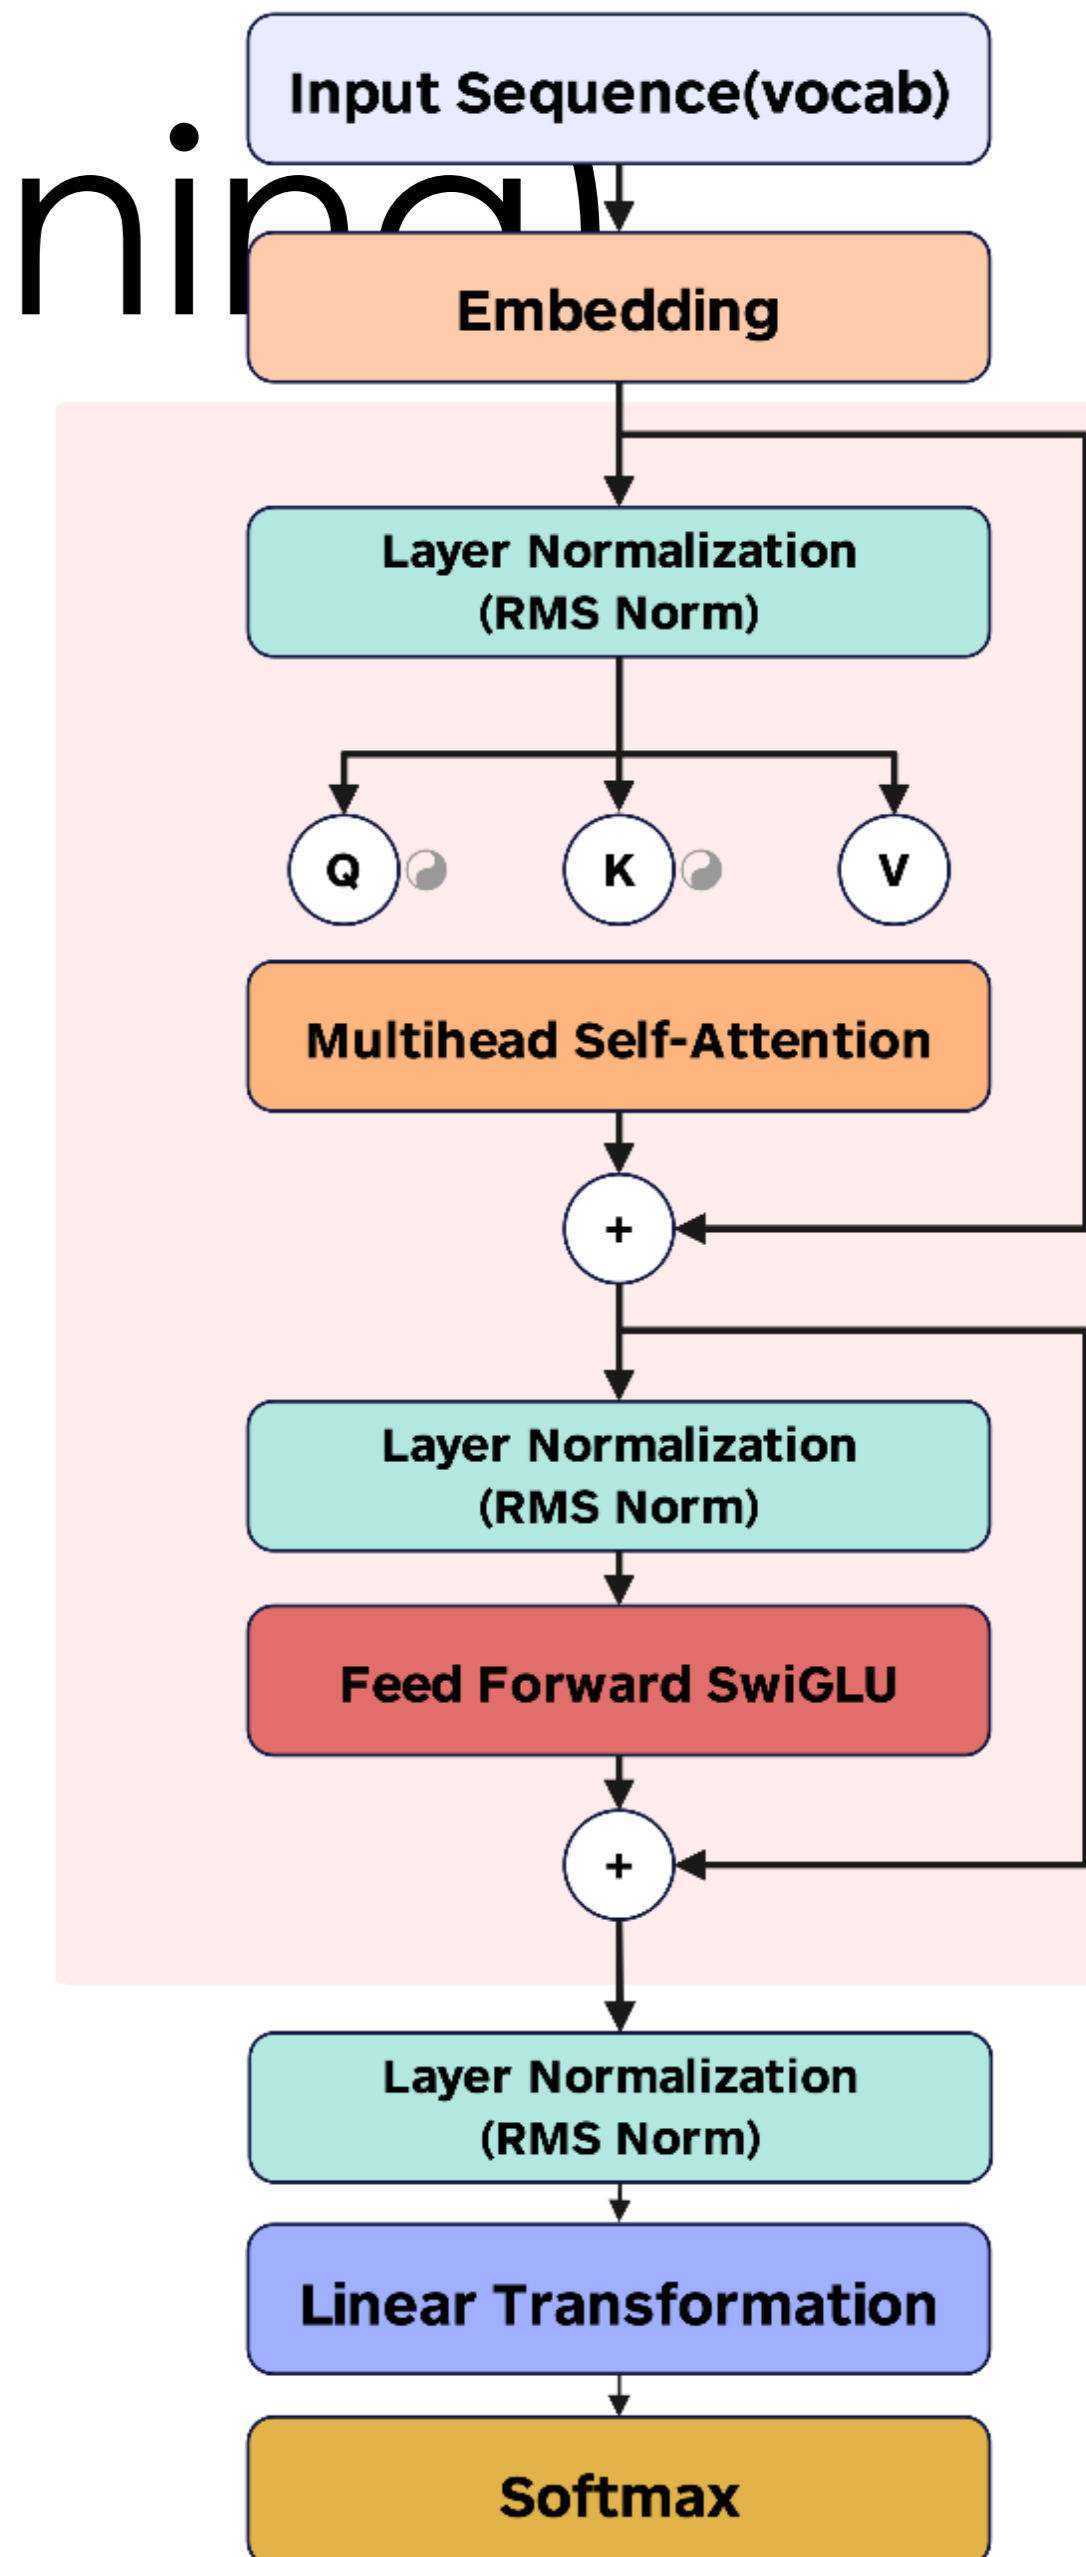 Input Sequence(vocab)
ning)
Embedding
Layer Normalization
(RMS Norm)
Q K V
Multihead Self-Attention
+
Layer Normalization
(RMS Norm)
Feed Forward SwiGLU
+
Layer Normalization
(RMS Norm)
Linear Transformation
Softmax